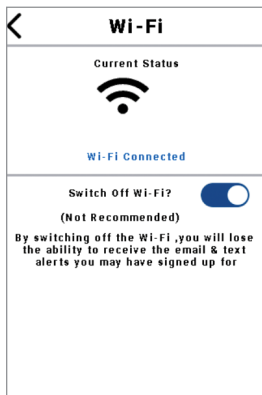 Wi-Fi
Current Status
Wi-Fi Connected
Switch Off Wi-Fi?
(Not Recommended)
By switching off the Wi-Fi ,you will lose
the ability to receive the email & text
alerts you may have signed up for